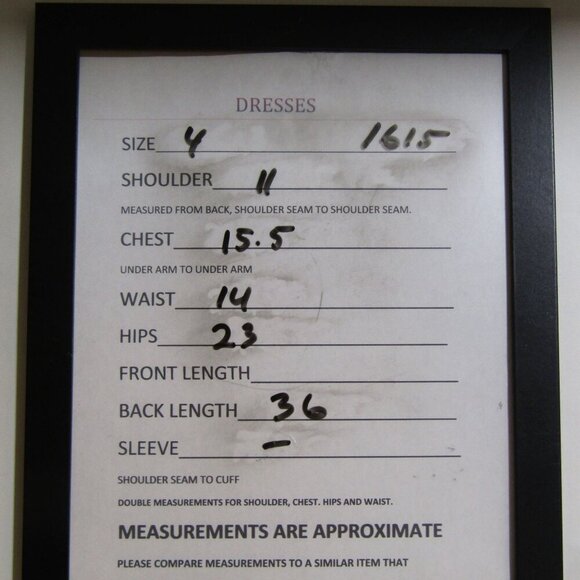 DRESSES
SIZE 4 1615
SHOULDER 11
MEASURED FROM BACK, SHOULDER SEAM TO SHOULDER SEAM.
CHEST 15.5
UNDER ARM TO UNDER ARM
WAIST 14
HIPS 23
FRONT LENGTH
BACK LENGTH 36
SLEEVE -
SHOULDER SEAM TO CUFF
DOUBLE MEASUREMENTS FOR SHOULDER, CHEST. HIPS AND WAIST.
MEASUREMENTS ARE APPROXIMATE
PLEASE COMPARE MEASUREMENTS TO A SIMILAR ITEM THAT